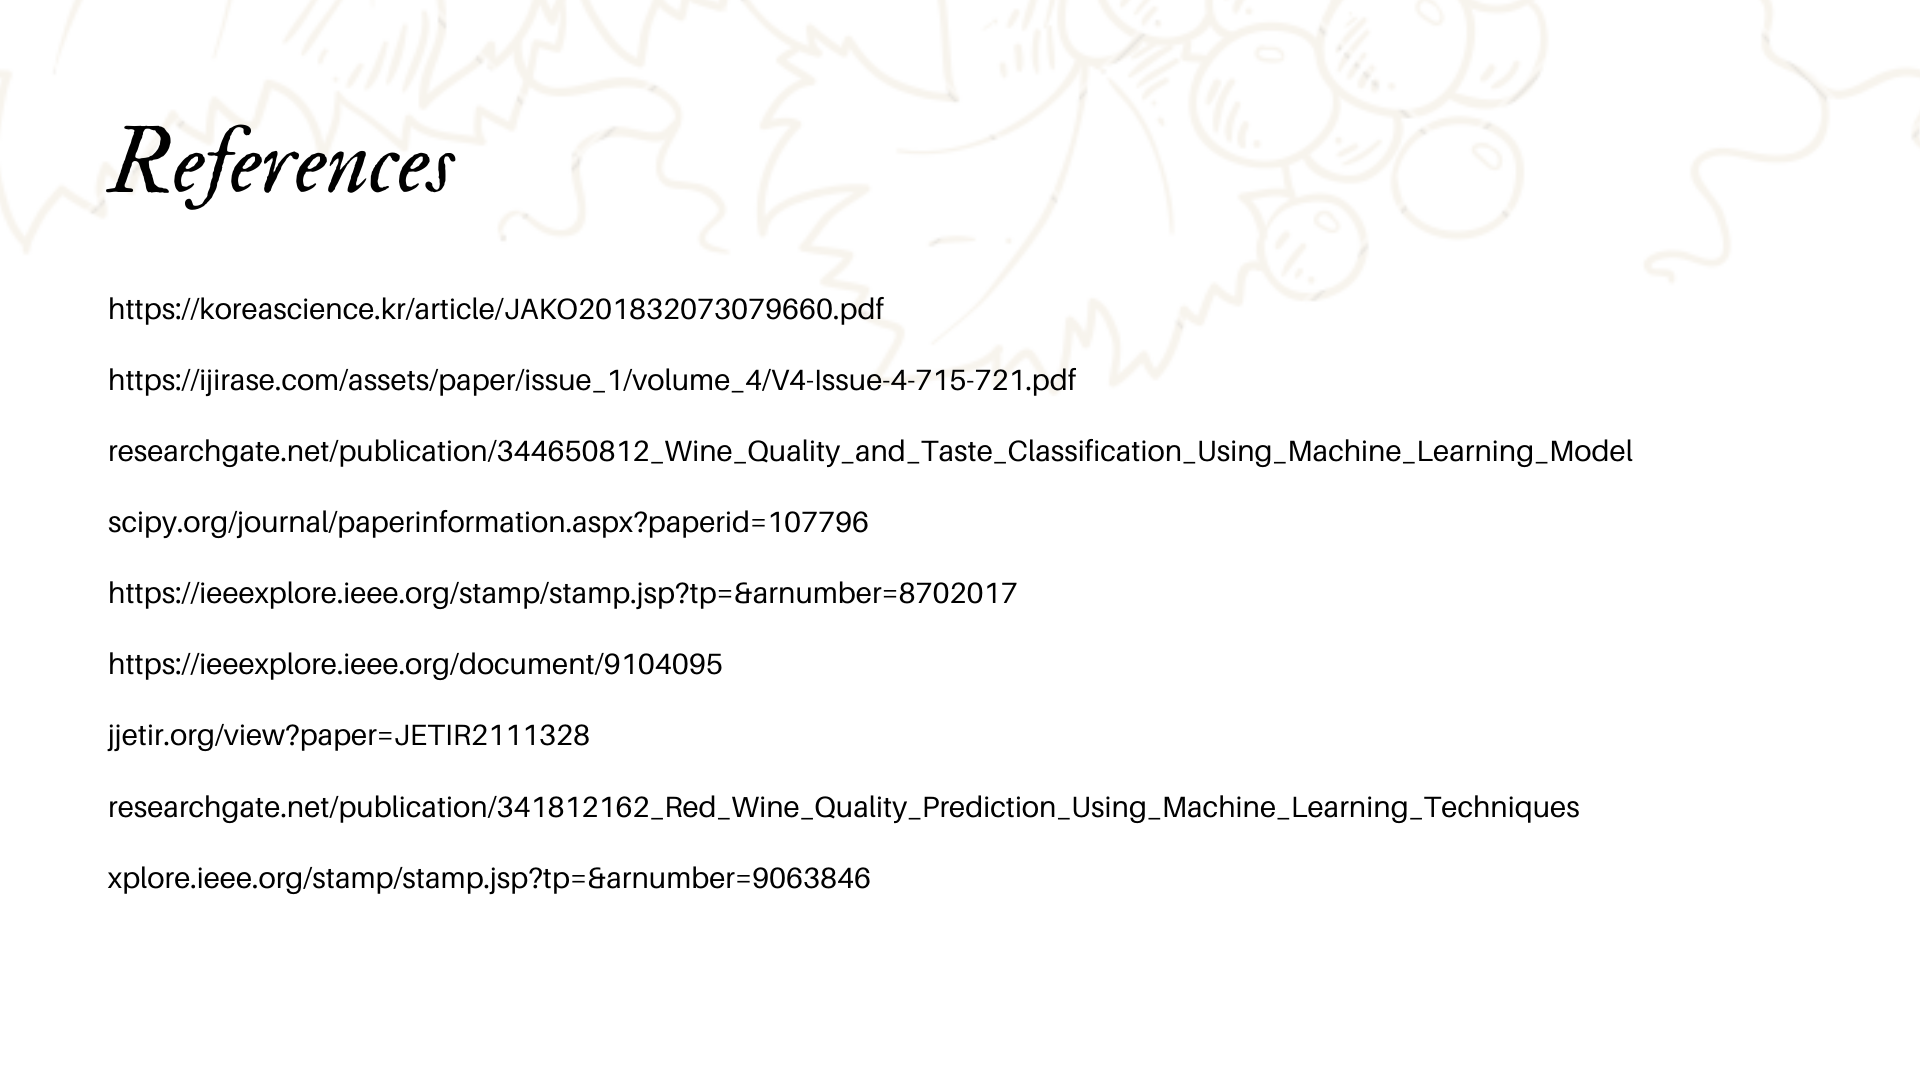 References
https://koreascience.kr/article/JAKO201832073079660.pdf
https://ijirase.com/assets/paper/issue_1/volume_4/V4-Issue-4-715-721.pdf
researchgate.net/publication/344650812_Wine_Quality_and_Taste_Classification_Using_Machine_Learning_Model
scipy.org/journal/paperinformation.aspx?paperid=107796
https://ieeexplore.ieee.org/stamp/stamp.jsp?tp=&arnumber=8702017
https://ieeexplore.ieee.org/document/9104095
jjetir.org/view?paper=JETIR2111328
researchgate.net/publication/341812162_Red_Wine_Quality_Prediction_Using_Machine_Learning_Techniques
xplore.ieee.org/stamp/stamp.jsp?tp=&arnumber=9063846